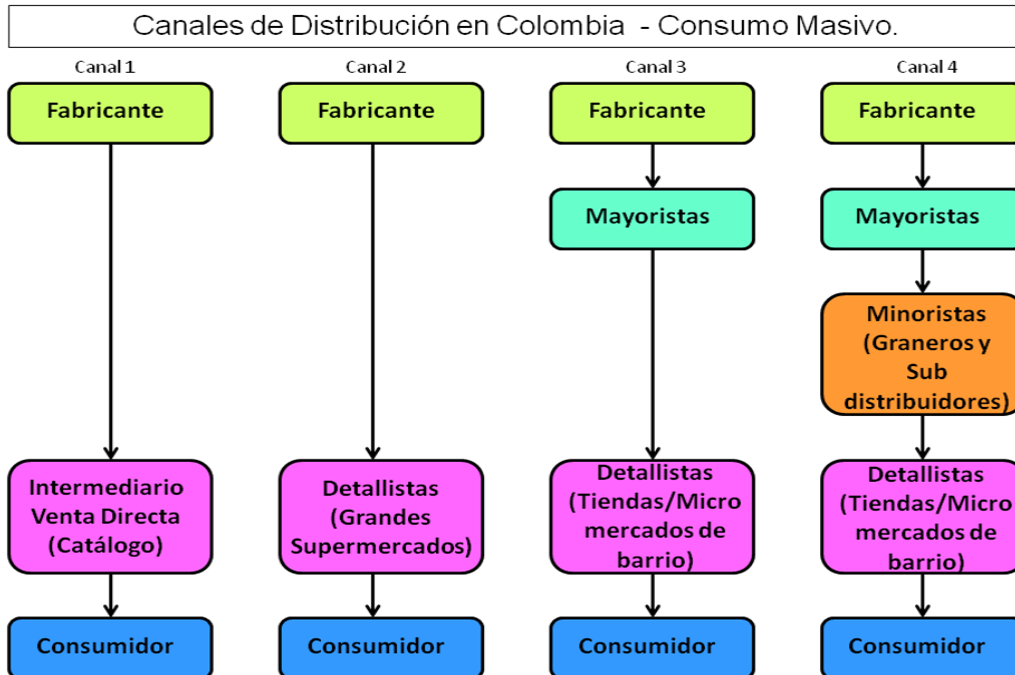 Canales de Distribución en Colombia - Consumo Masivo.
Canal 1
Fabricante
Intermediario
Venta Directa
(Catálogo)
Consumidor
Canal 2
Fabricante
Detallistas
(Grandes
Supermercados)
Consumidor
Canal 3
Fabricante
Mayoristas
Detallistas
(Tiendas/Micro
mercados de
barrio)
Consumidor
Canal 4
Fabricante
Mayoristas
Minoristas
(Graneros y
Sub
distribuidores)
Detallistas
(Tiendas/Micro
mercados de
barrio)
Consumidor